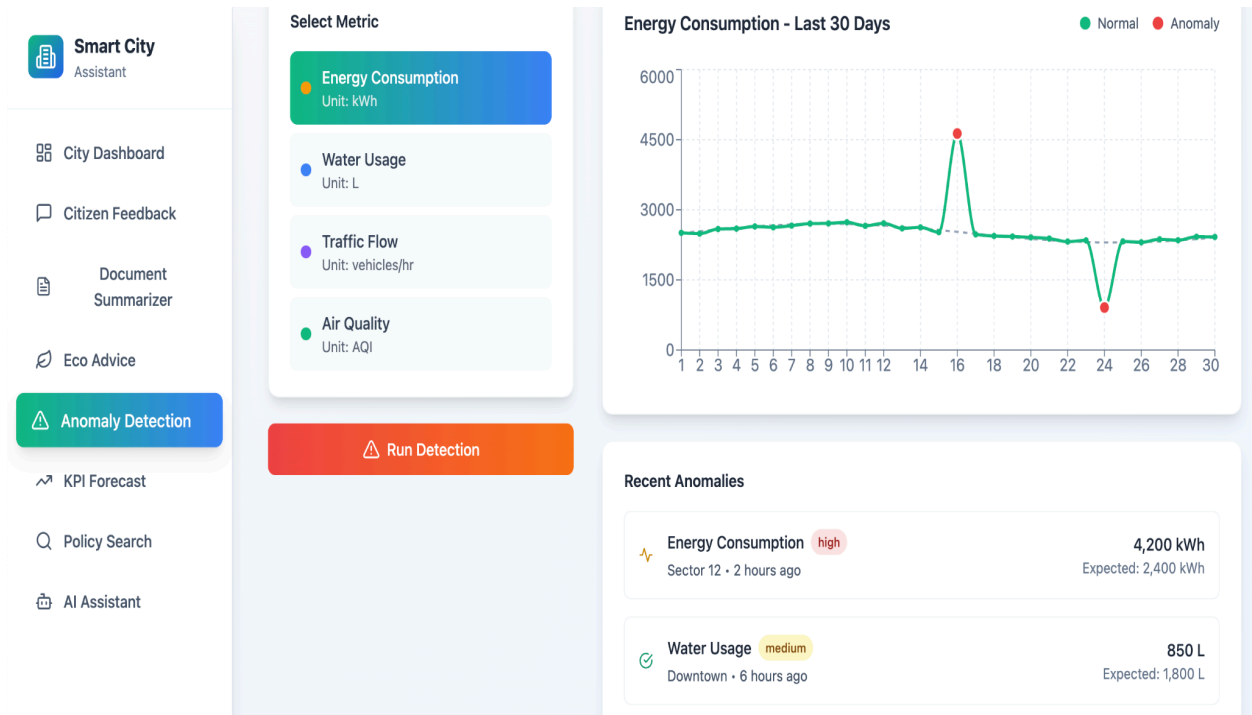 Smart City
Assistant
City Dashboard
Citizen Feedback
Document
Summarizer
Eco Advice
Anomaly Detection
KPI Forecast
Policy Search
AI Assistant
Select Metric
Energy Consumption
Unit: kWh
Water Usage
Unit: L
Traffic Flow
Unit: vehicles/hr
Air Quality
Unit: AQI
Run Detection
Energy Consumption - Last 30 Days
Normal Anomaly
6000
4500
3000
1500
0
1 2 3 4 5 6 7 8 9 10 11 12 14 16 18 20 22 24 26 28 30
Recent Anomalies
Energy Consumption high
4,200 kWh
Sector 12 • 2 hours ago
Expected: 2,400 kWh
Water Usage medium
850 L
Downtown • 6 hours ago
Expected: 1,800 L